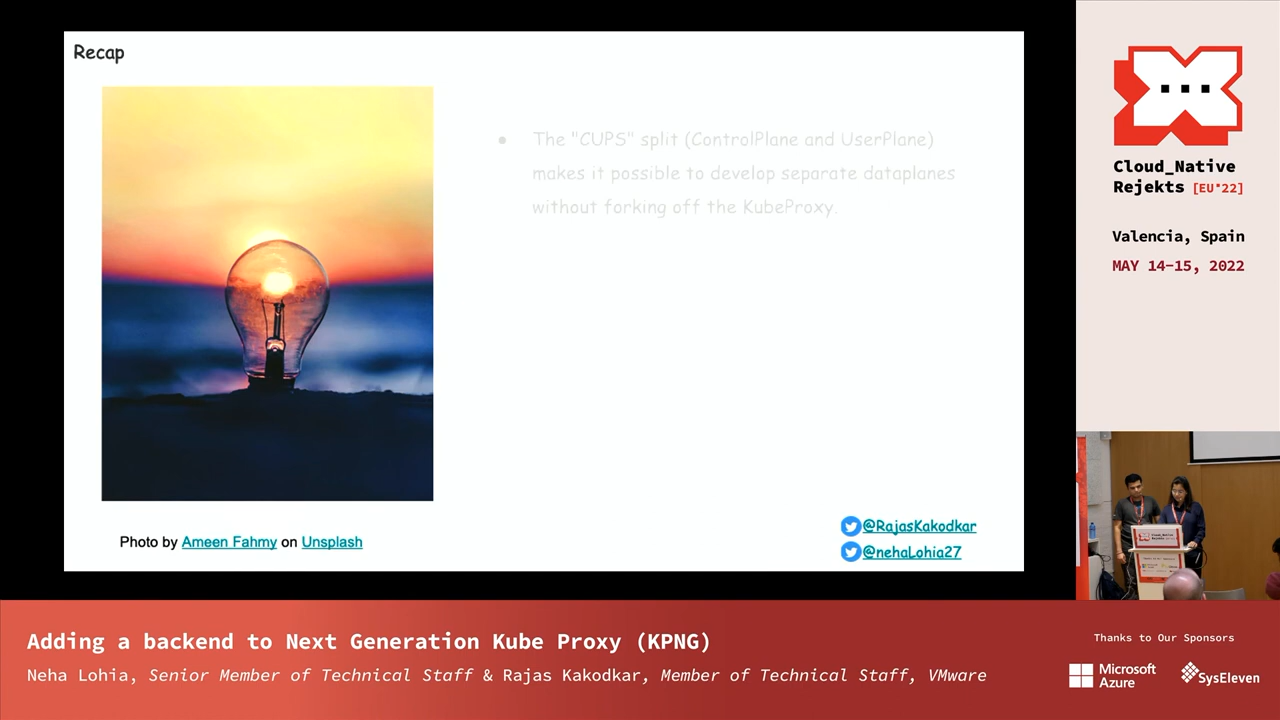 Recap
The "CUPS" split (ControlPlane and UserPlane)
makes it possible to develop separate dataplanes
without forking off the KubeProxy.
Photo by Ameen Fahmy on Unsplash
@RajasKakodkar
@nehaLohia27
Cloud_Native
Rejekts [EU*22]
Valencia, Spain
MAY 14-15, 2022
Adding a backend to Next Generation Kube Proxy (KPNG)
Neha Lohia, Senior Member of Technical Staff & Rajas Kakodkar, Member of Technical Staff, VMware
Thanks to Our Sponsors
Microsoft
Azure
SysEleven